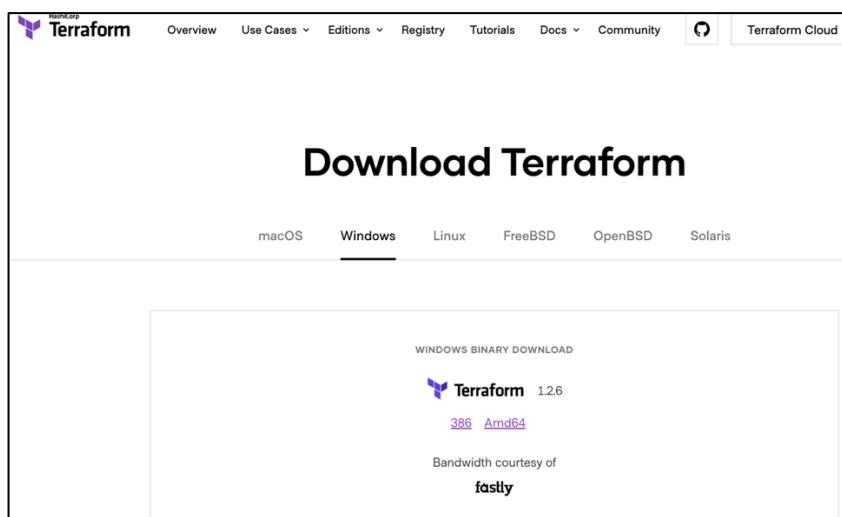 HashiCorp
Terraform Overview Use Cases Editions Registry Tutorials Docs Community Terraform Cloud
Download Terraform
macOS Windows Linux FreeBSD OpenBSD Solaris
WINDOWS BINARY DOWNLOAD
Terraform 1.2.6
386 Amd64
Bandwidth courtesy of
fastly